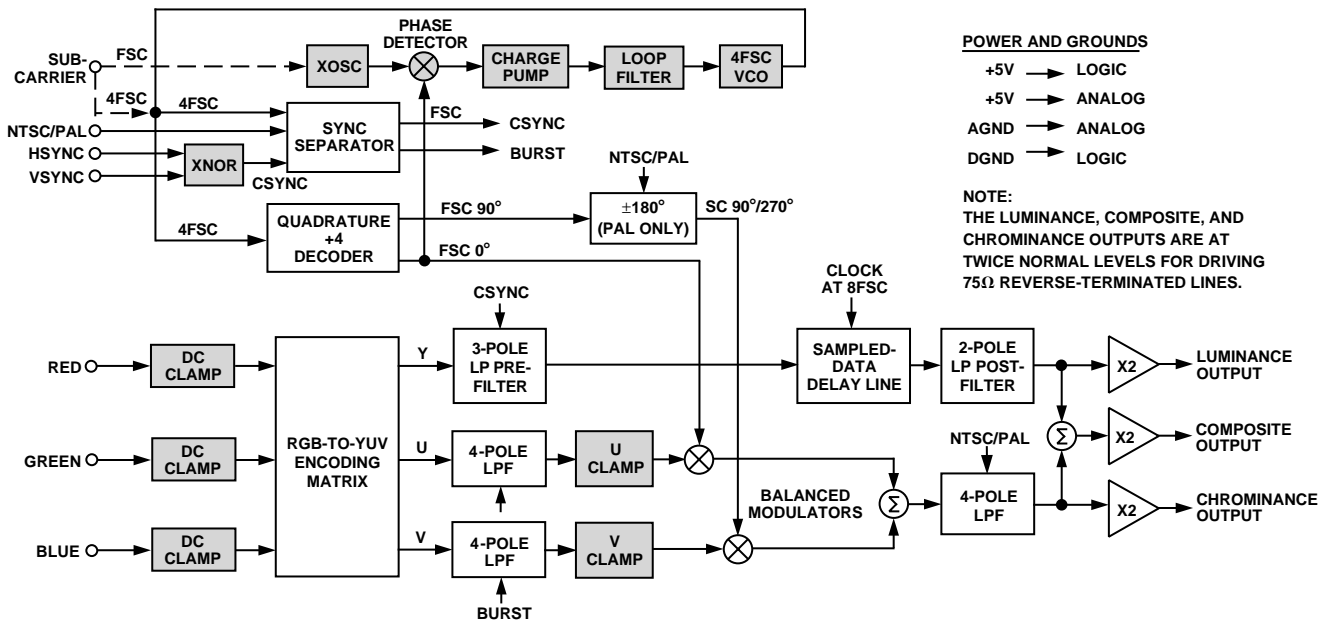 SUB-
CARRIER
FSC
4FSC
4FSC
NTSC/PAL
HSYNC
VSYNC
XNOR
CSYNC
XOSC
PHASE
DETECTOR
CHARGE
PUMP
LOOP
FILTER
4FSC
VCO
SYNC
SEPARATOR
FSC
CSYNC
BURST
4FSC
QUADRATURE
+4
DECODER
FSC 90°
FSC 0°
NTSC/PAL
±180°
(PAL ONLY)
SC 90°/270°
POWER AND GROUNDS
+5V LOGIC
+5V ANALOG
AGND ANALOG
DGND LOGIC
NOTE:
THE LUMINANCE, COMPOSITE, AND
CHROMINANCE OUTPUTS ARE AT
TWICE NORMAL LEVELS FOR DRIVING
75Ω REVERSE-TERMINATED LINES.
RED
DC
CLAMP
GREEN
DC
CLAMP
BLUE
DC
CLAMP
RGB-TO-YUV
ENCODING
MATRIX
Y
U
V
CSYNC
3-POLE
LP PRE-
FILTER
4-POLE
LPF
4-POLE
LPF
BURST
U
CLAMP
V
CLAMP
BALANCED
MODULATORS
CLOCK
AT 8FSC
SAMPLED-
DATA
DELAY LINE
2-POLE
LP POST-
FILTER
Σ
NTSC/PAL
4-POLE
LPF
Σ
X2
LUMINANCE
OUTPUT
X2
COMPOSITE
OUTPUT
X2
CHROMINANCE
OUTPUT